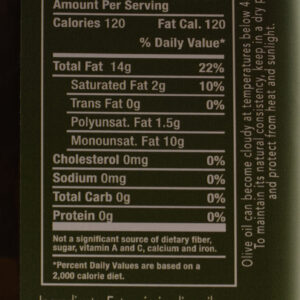 Amount Per Serving
Calories 120 Fat Cal. 120
% Daily Value*
Total Fat 14g 22%
Saturated Fat 2g 10%
Trans Fat 0g 0%
Polyunsat. Fat 1.5g
Monounsat. Fat 10g
Cholesterol 0mg 0%
Sodium 0mg 0%
Total Carb 0g 0%
Protein 0g 0%
Not a significant source of dietary fiber,
sugar, vitamin A and C, calcium and iron.
*Percent Daily Values are based on a
2,000 calorie diet.
Olive oil can become cloudy at temperatures below 4
To maintain its natural consistency, keep in a dry p
and protect from heat and sunlight.